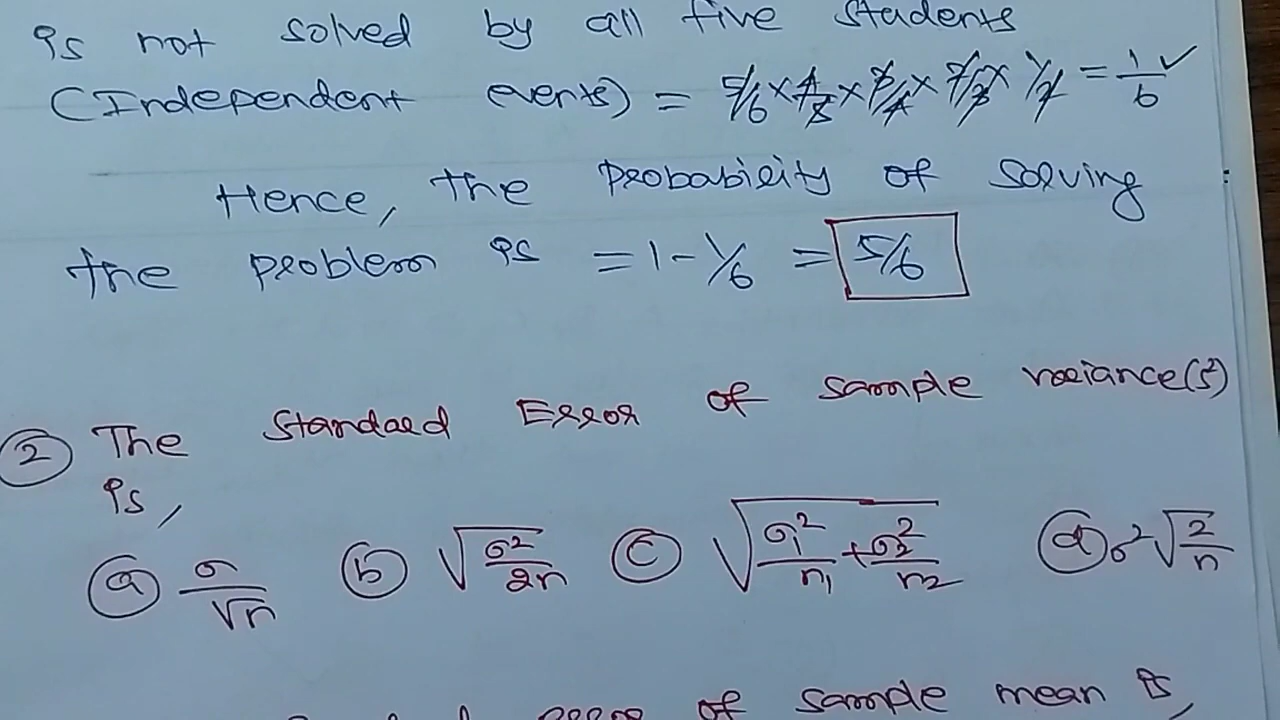 is not solved by all five students
(Independent events) = 5/6 × 4/5 × 3/4 × 2/3 × 1/2 = 1/6 ✓
Hence, the probability of solving :
the problem is = 1 - 1/6 = 5/6
② The Standard Error of sample variance(s²)
is,
ⓐ σ/√n ⓑ √(σ²/2n) ⓒ √(σ₁²/n₁ + σ₂²/n₂) ⓓ σ²√(2/n)
error of sample mean is,